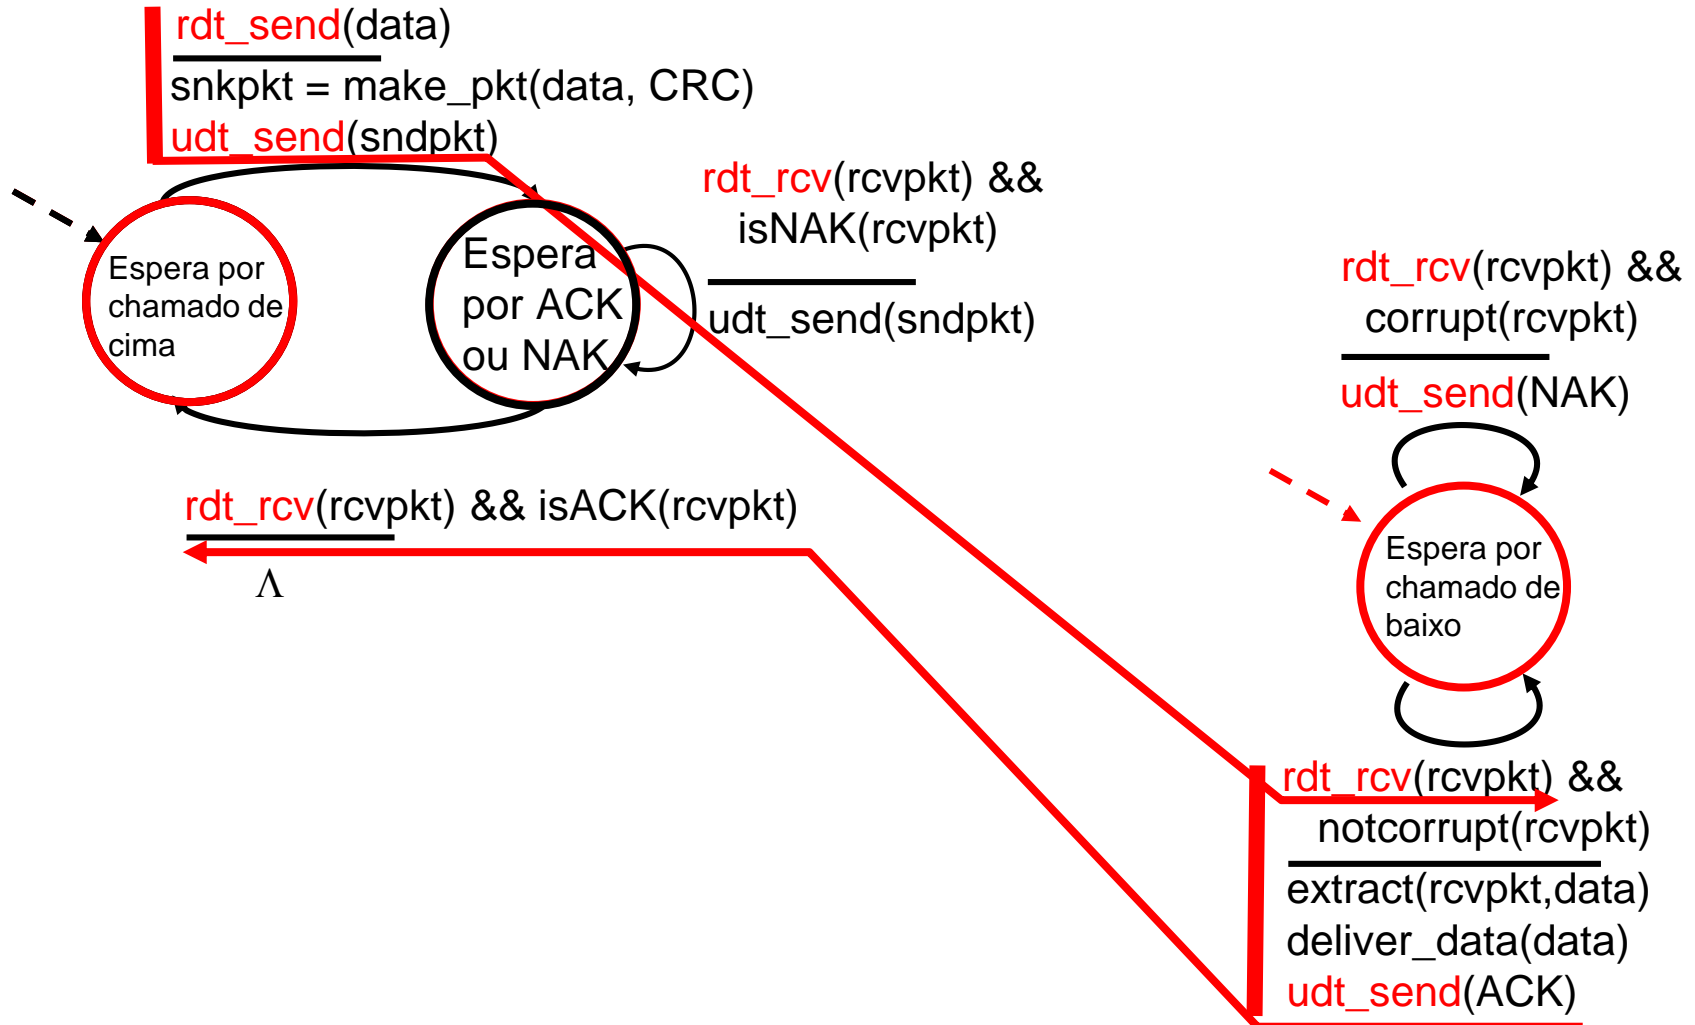 rdt_send(data)
snkpkt = make_pkt(data, CRC)
udt_send(sndpkt)
Espera por
chamado de
cima
Espera
por ACK
ou NAK
rdt_rcv(rcvpkt) &&
isNAK(rcvpkt)
udt_send(sndpkt)
rdt_rcv(rcvpkt) && isACK(rcvpkt)
Λ
rdt_rcv(rcvpkt) &&
corrupt(rcvpkt)
udt_send(NAK)
Espera por
chamado de
baixo
rdt_rcv(rcvpkt) &&
notcorrupt(rcvpkt)
extract(rcvpkt,data)
deliver_data(data)
udt_send(ACK)